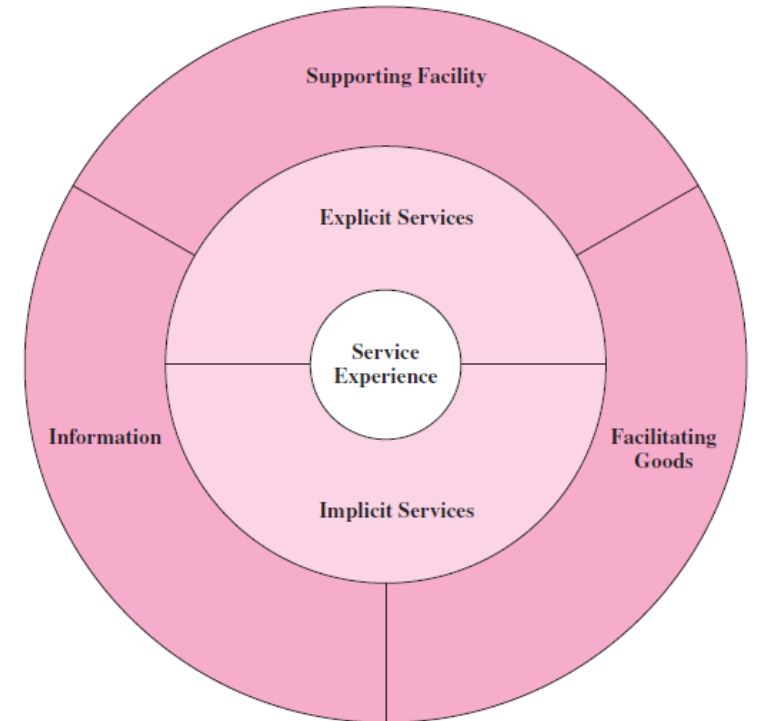 Supporting Facility
Explicit Services
Service
Experience
Information
Facilitating
Goods
Implicit Services